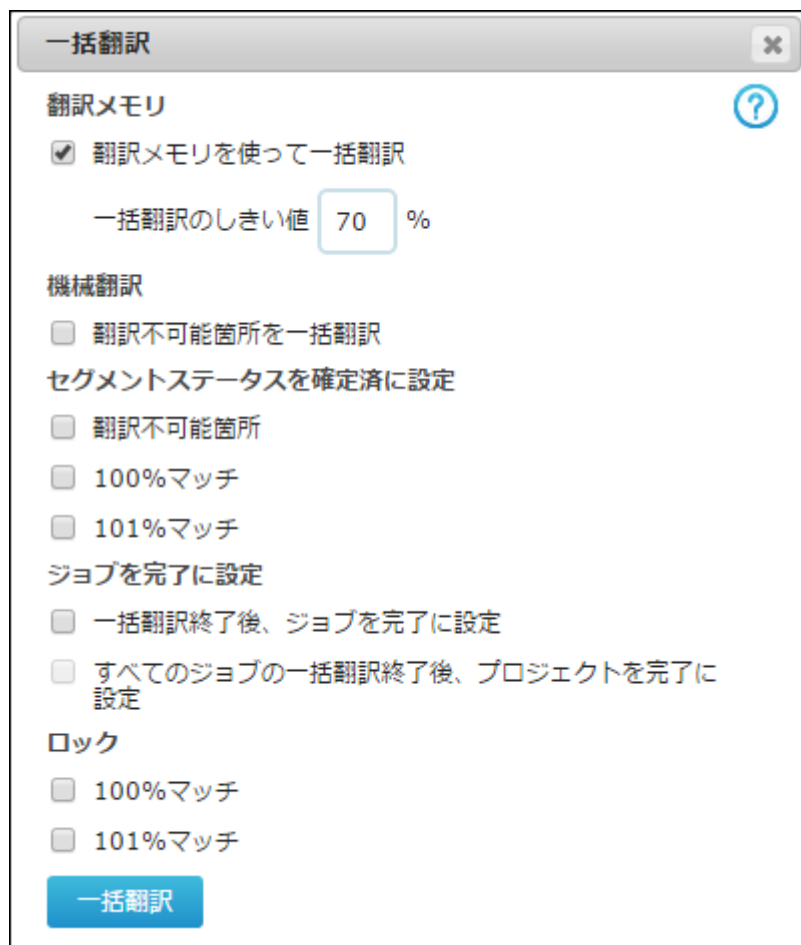 一括翻訳
翻訳メモリ
翻訳メモリを使って一括翻訳
一括翻訳のしきい値 70 %
機械翻訳
翻訳不可能箇所を一括翻訳
セグメントステータスを確定済に設定
翻訳不可能箇所
100%マッチ
101%マッチ
ジョブを完了に設定
一括翻訳終了後、ジョブを完了に設定
すべてのジョブの一括翻訳終了後、プロジェクトを完了に
設定
ロック
100%マッチ
101%マッチ
一括翻訳